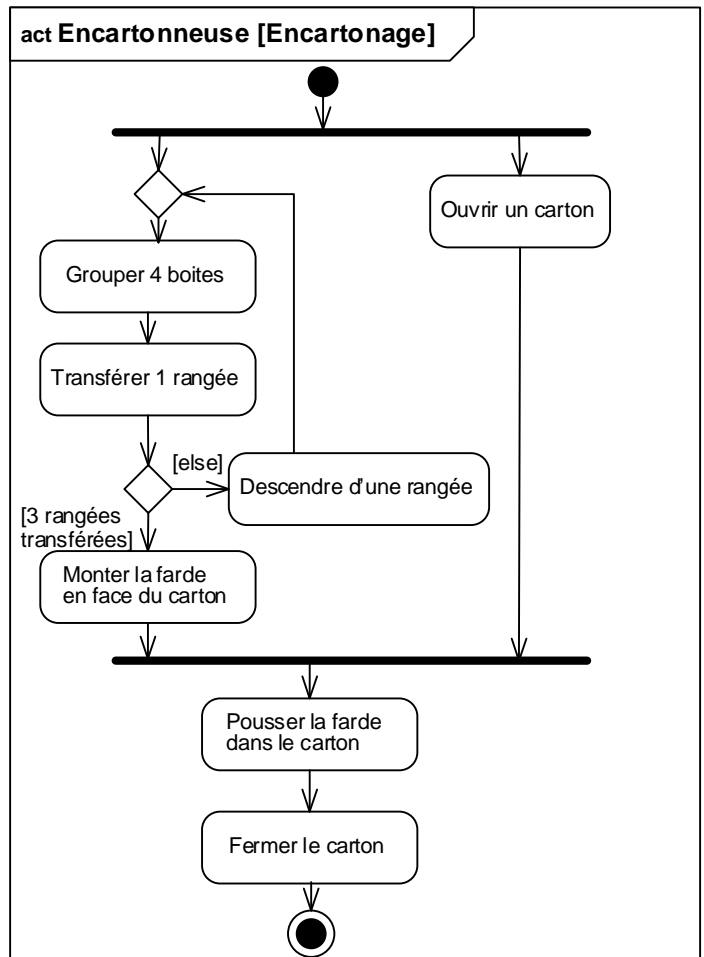 act Encartonneuse [Encartonage]
Ouvrir un carton
Grouper 4 boites
Transférer 1 rangée
[else]
Descendre d'une rangée
[3 rangées
transférées]
Monter la farde
en face du carton
Pousser la farde
dans le carton
Fermer le carton